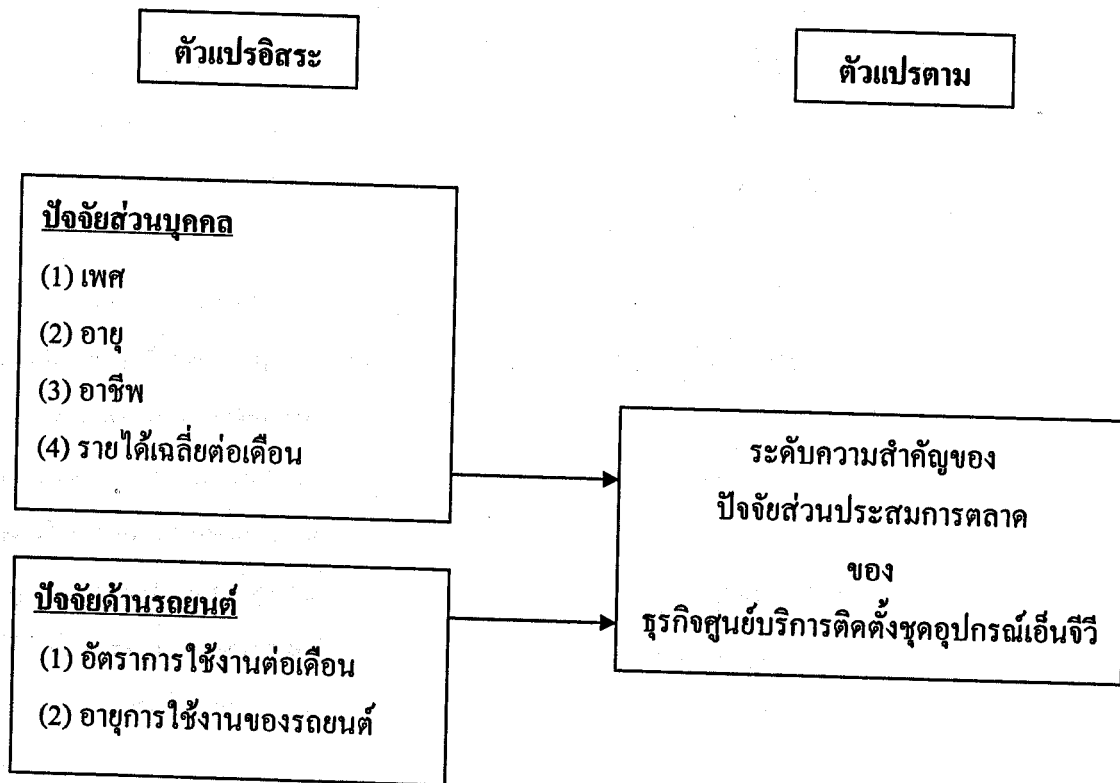 ตัวแปรอิสระ
ตัวแปรตาม
ปัจจัยส่วนบุคคล
(1) เพศ
(2) อายุ
(3) อาชีพ
(4) รายได้เฉลี่ยต่อเดือน
ปัจจัยด้านรถยนต์
(1) อัตราการใช้งานต่อเดือน
(2) อายุการใช้งานของรถยนต์
ระดับความสำคัญของ
ปัจจัยส่วนประสมการตลาด
ของ
ธุรกิจศูนย์บริการติดตั้งชุดอุปกรณ์เอ็นจีวี